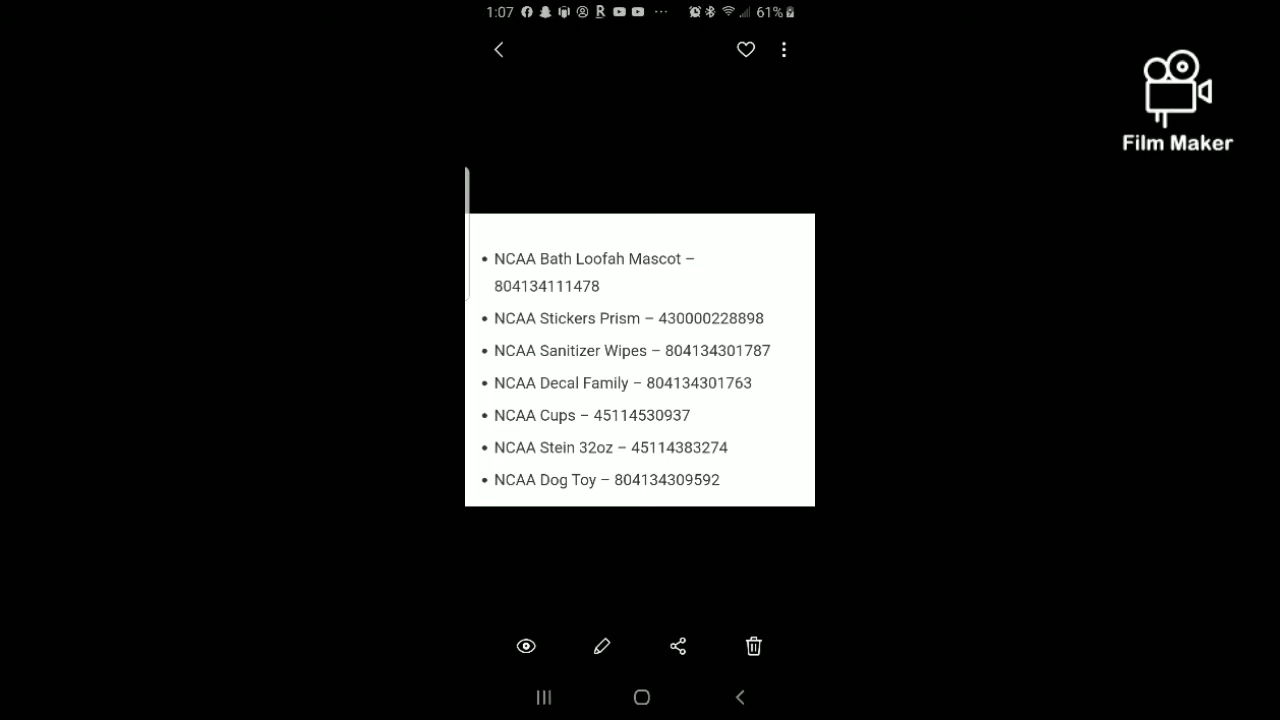 1:07
61%
Film Maker
• NCAA Bath Loofah Mascot –
804134111478
• NCAA Stickers Prism – 430000228898
• NCAA Sanitizer Wipes – 804134301787
• NCAA Decal Family – 804134301763
• NCAA Cups – 45114530937
• NCAA Stein 32oz – 45114383274
• NCAA Dog Toy – 804134309592